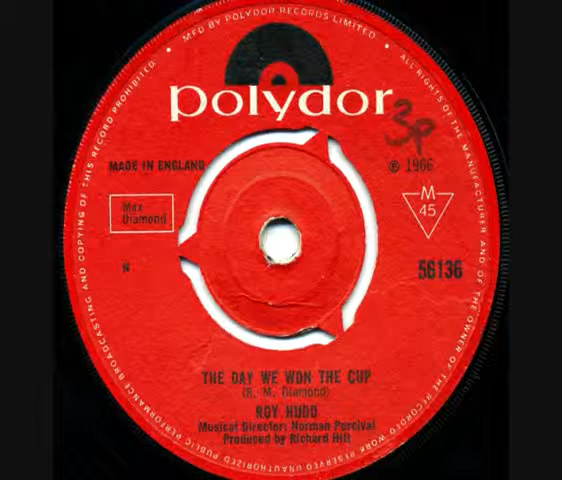 MFD BY POLYDOR RECORDS LIMITED • ALL RIGHTS OF THE MANUFACTURER AND OF THE OWNER OF THE RECORDED WORK RESERVED UNAUTHORISED PUBLIC PERFORMANCE BROADCASTING AND COPYING OF THIS RECORD PROHIBITED •
polydor
39
MADE IN ENGLAND
℗ 1966
Max
Diamond
M
45
N
56136
THE DAY WE WON THE CUP
(B. M. Diamond)
ROY HUDD
Musical Director: Norman Percival
Produced by Richard Hill